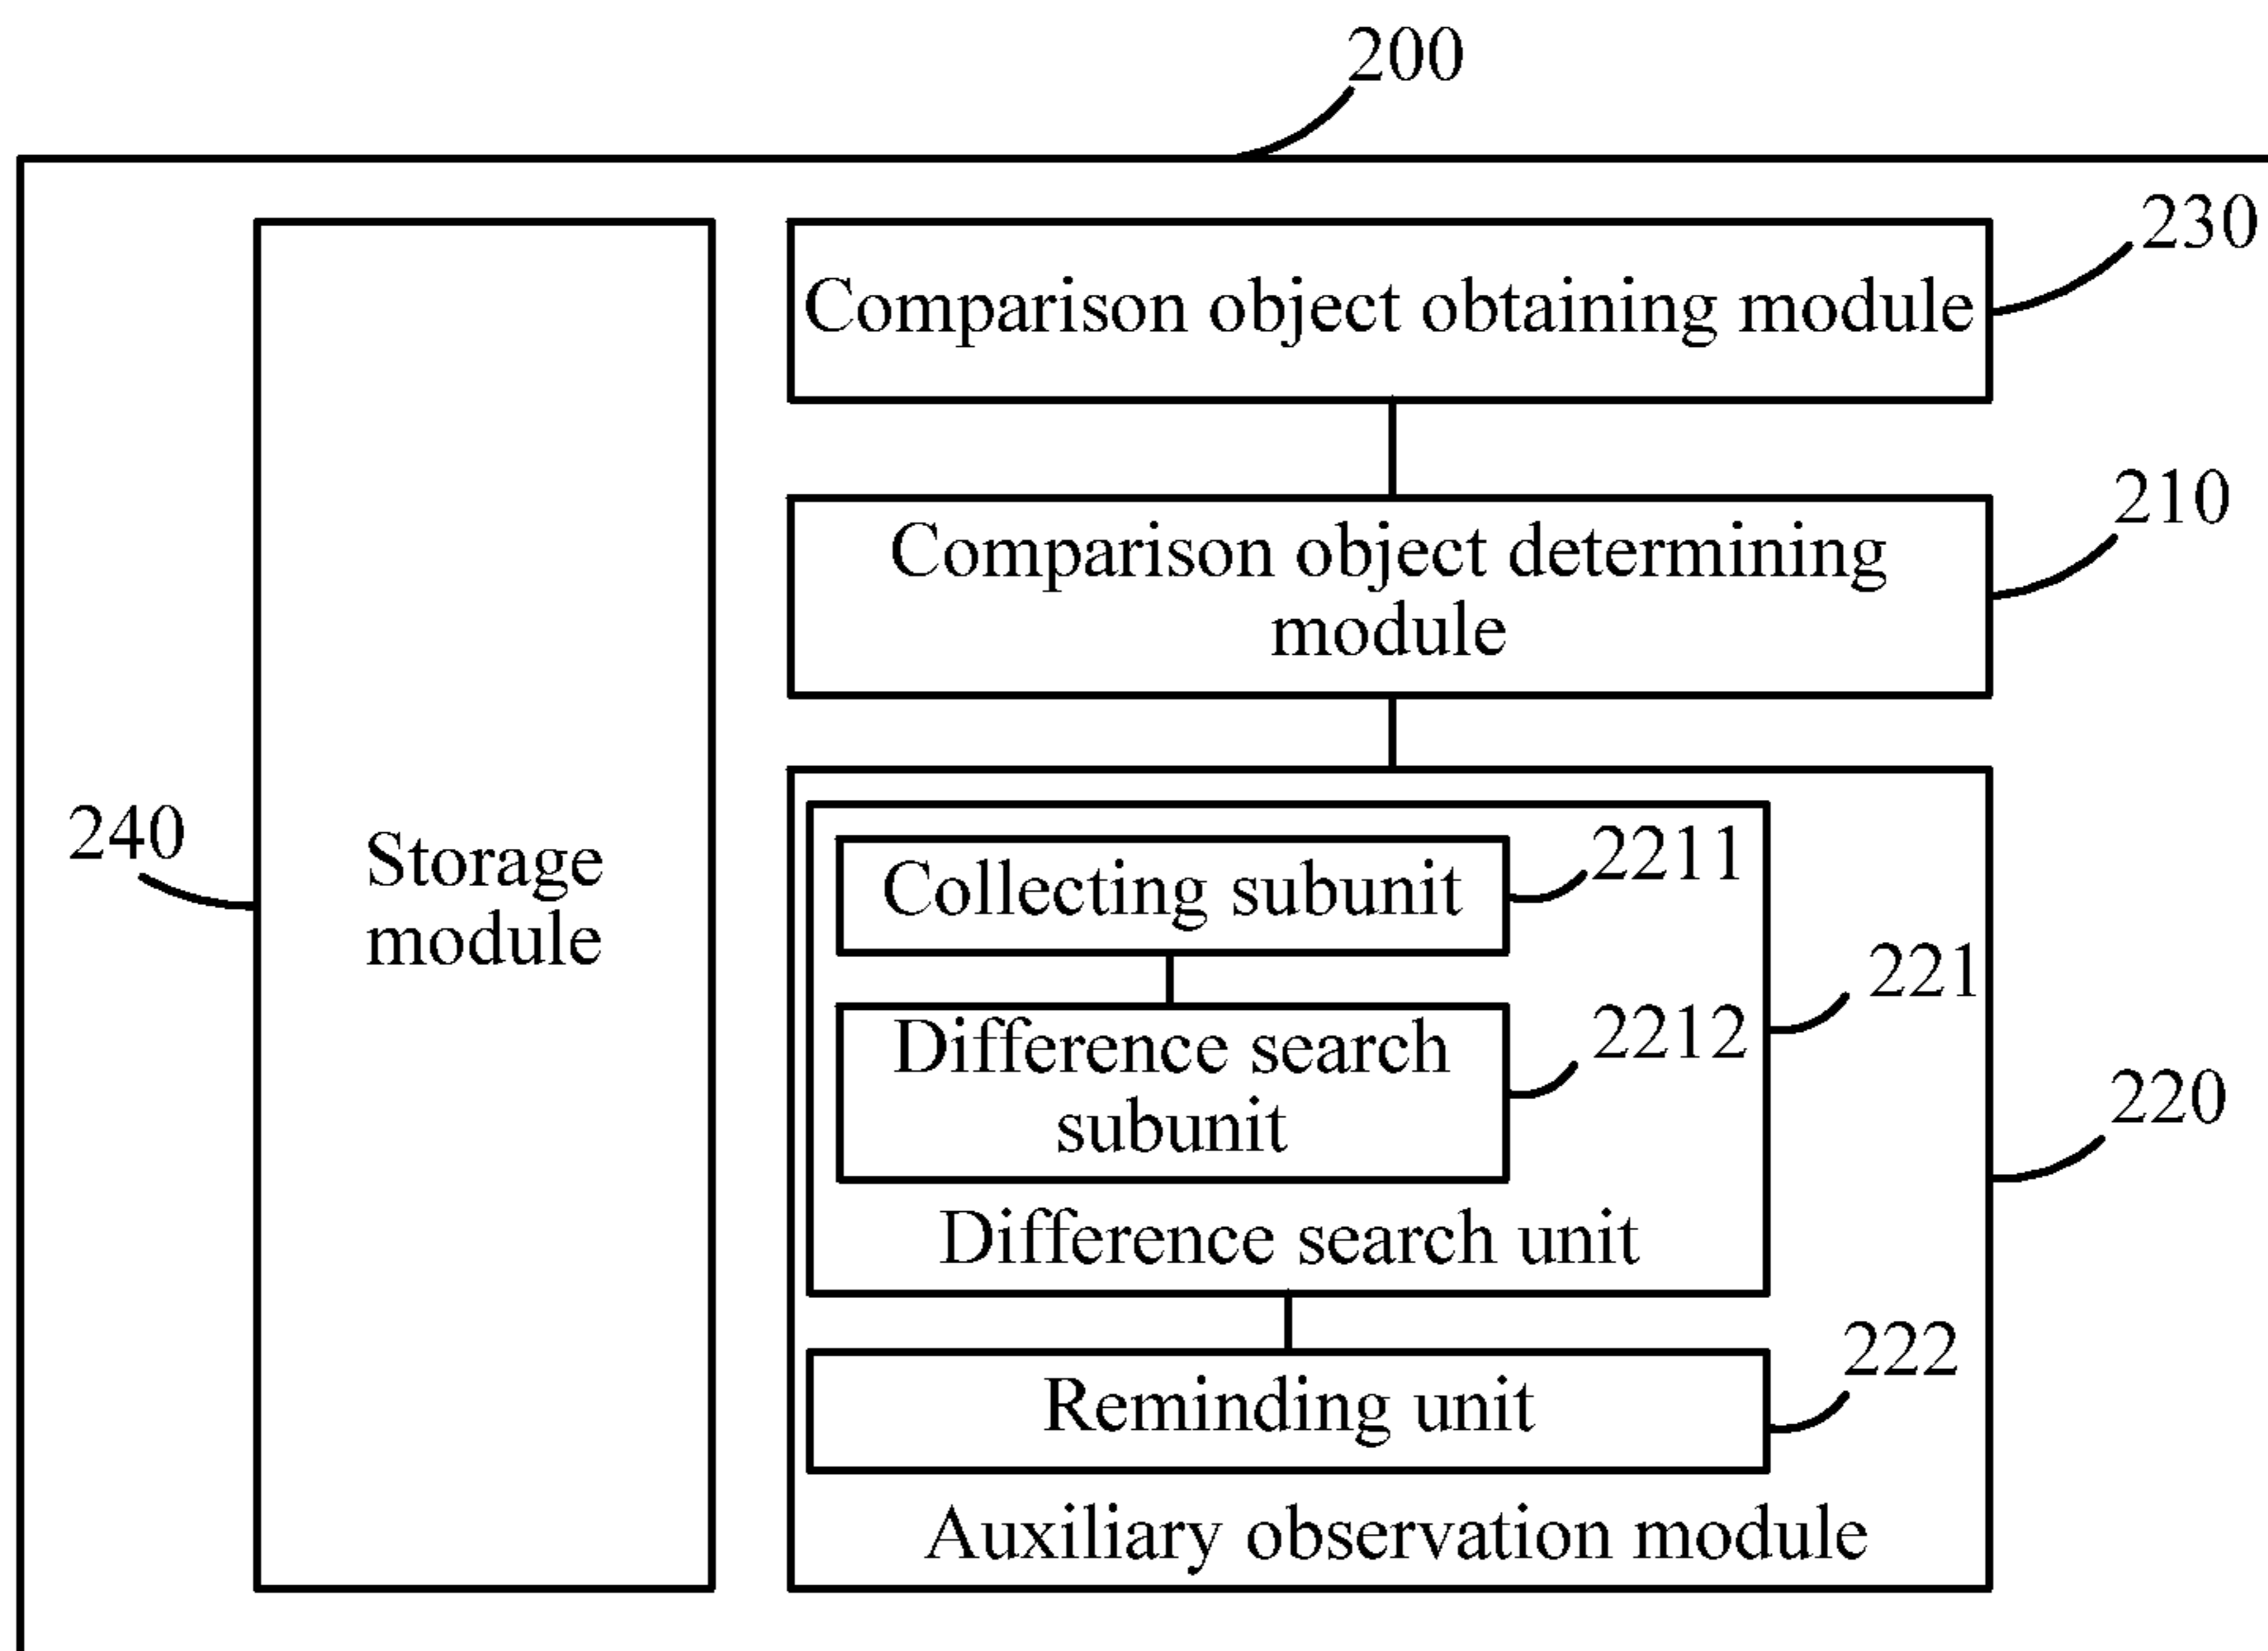 200
230
Comparison object obtaining module
210
Comparison object determining
module
240
Storage
module
2211
Collecting subunit
221
2212
Difference search
subunit
220
Difference search unit
222
Reminding unit
Auxiliary observation module